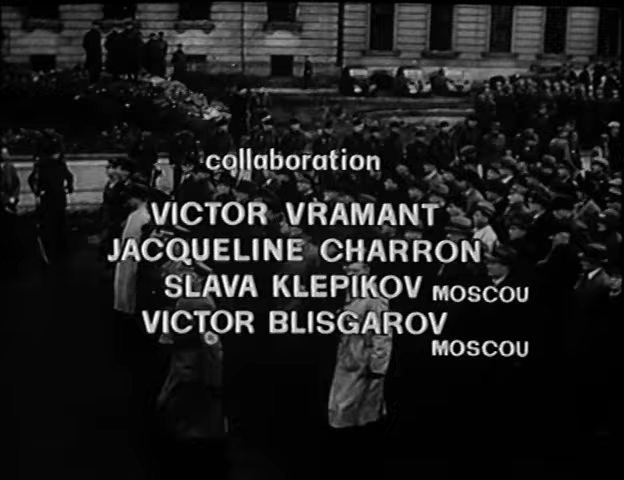 collaboration
VICTOR VRAMANT
JACQUELINE CHARRON
SLAVA KLEPIKOV MOSCOU
VICTOR BLISGAROV
MOSCOU